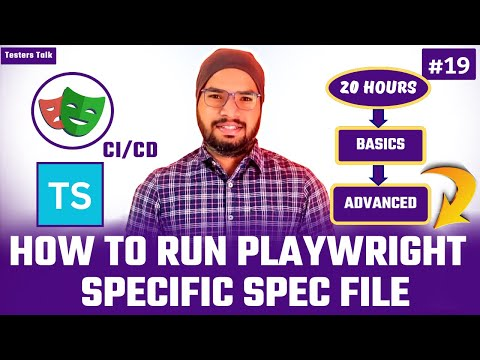 Testers Talk
#19
20 HOURS
CI/CD
BASICS
TS
ADVANCED
HOW TO RUN PLAYWRIGHT
SPECIFIC SPEC FILE